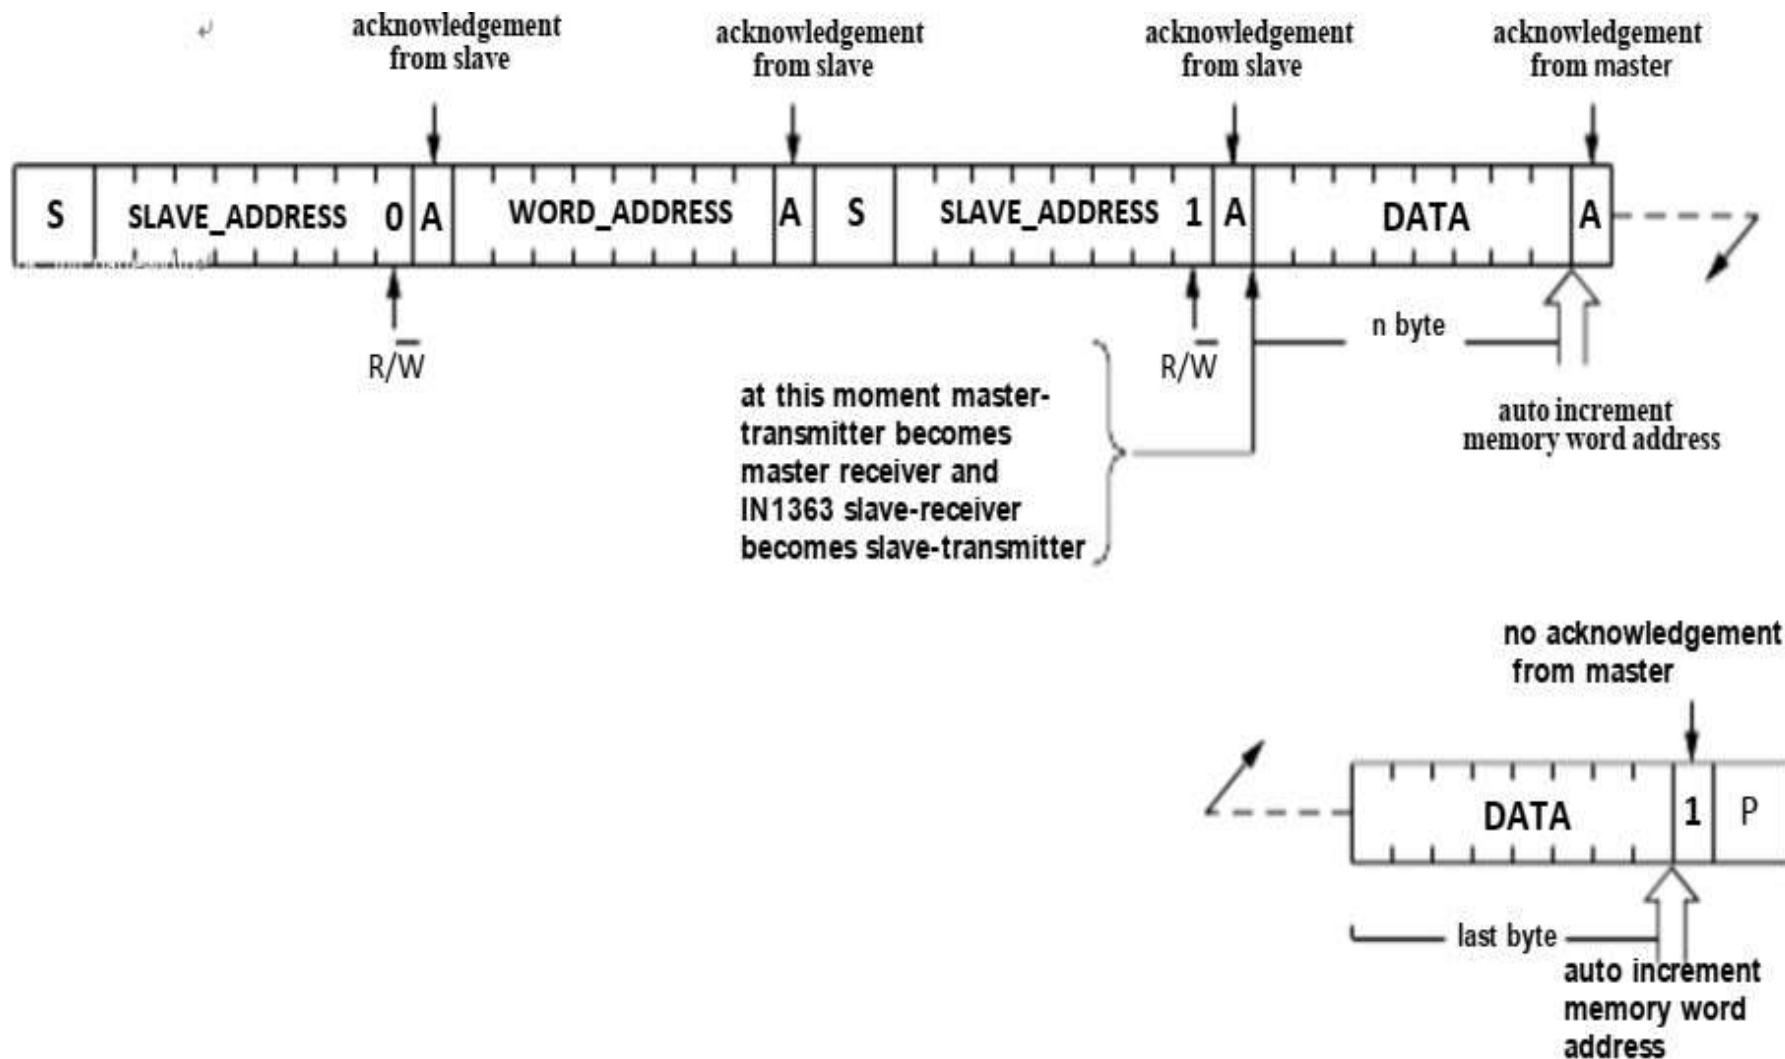 acknowledgement
from slave
acknowledgement
from slave
acknowledgement
from slave
acknowledgement
from master
S SLAVE_ADDRESS 0 A WORD_ADDRESS A S SLAVE_ADDRESS 1 A DATA A
R/W̅
R/W̅
n byte
at this moment master-
transmitter becomes
master receiver and
IN1363 slave-receiver
becomes slave-transmitter
auto increment
memory word address
no acknowledgement
from master
DATA 1 P
last byte
auto increment
memory word
address